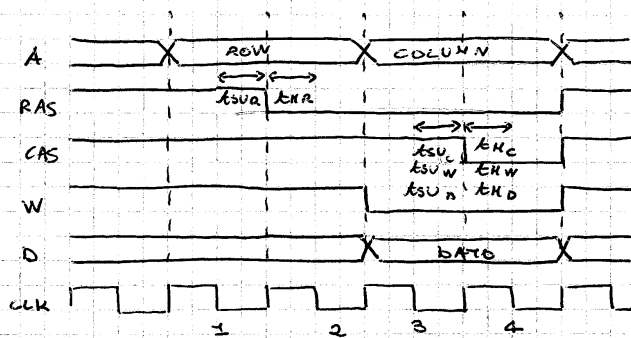 A ROW COLUMN
RAS tSUR tHR
CAS tSUC tHC
tSUW tHW
W tSUD tHD
D DATO
CLK
1 2 3 4